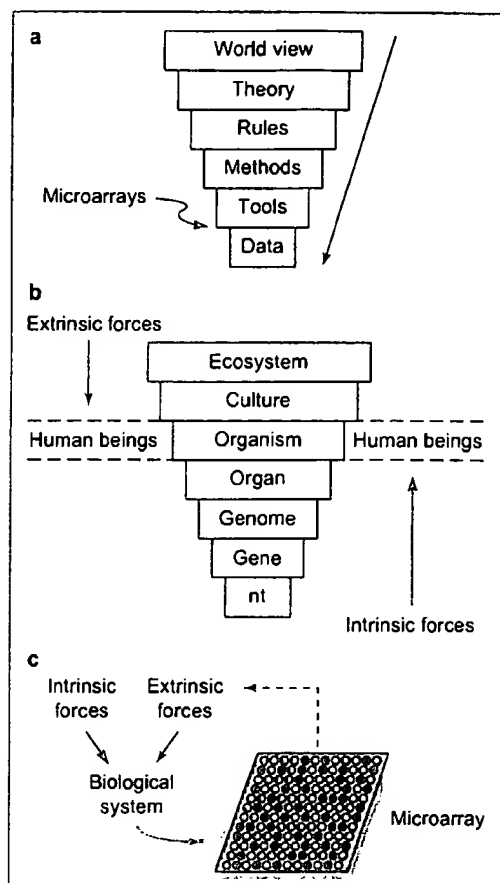 a
World view
Theory
Rules
Methods
Microarrays
Tools
Data
b
Extrinsic forces
Ecosystem
Culture
Human beings Organism Human beings
Organ
Genome
Gene
nt
Intrinsic forces
c
Intrinsic Extrinsic
forces forces
Biological
system
Microarray